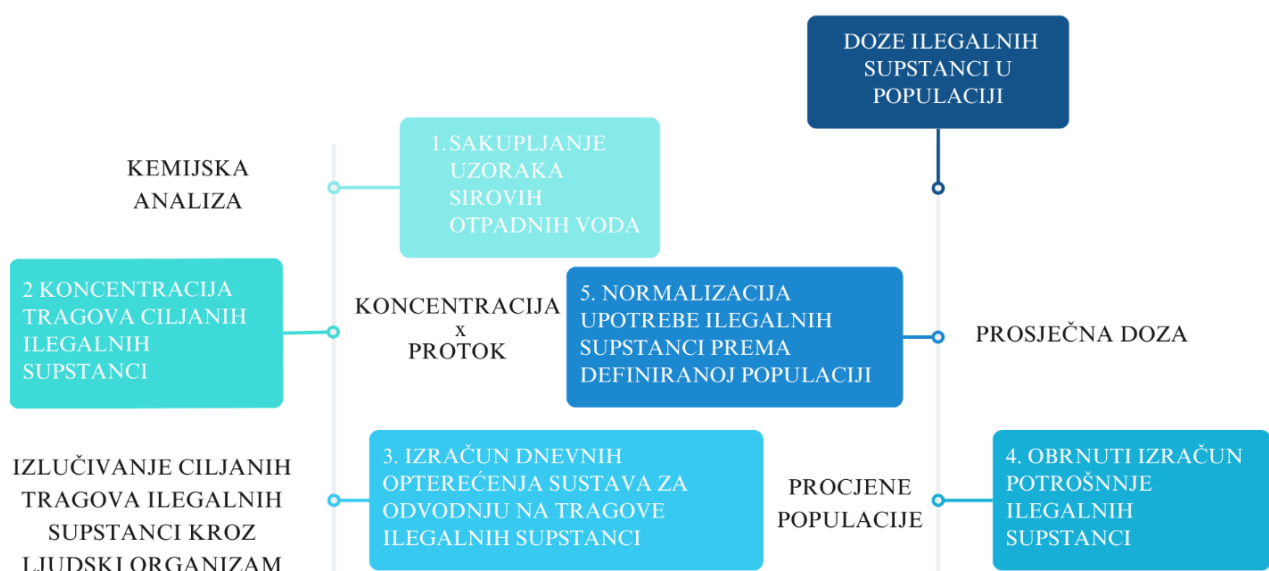 DOZE ILEGALNIH
SUPSTANCI U
POPULACIJI
KEMIJSKA
ANALIZA
1. SAKUPLJANJE
UZORAKA
SIROVIH
OTPADNIH VODA
2 KONCENTRACIJA
TRAGOVA CILJANIH
ILEGALNIH
SUPSTANCI
KONCENTRACIJA
x
PROTOK
5. NORMALIZACIJA
UPOTREBE ILEGALNIH
SUPSTANCI PREMA
DEFINIRANOJ POPULACIJI
PROSJEČNA DOZA
IZLUČIVANJE CILJANIH
TRAGOVA ILEGALNIH
SUPSTANCI KROZ
LJUDSKI ORGANIZAM
3. IZRAČUN DNEVNIH
OPTEREĆENJA SUSTAVA ZA
ODVODNJU NA TRAGOVE
ILEGALNIH SUPSTANCI
PROCJENE
POPULACIJE
4. OBRNUTI IZRAČUN
POTROŠNNJE
ILEGALNIH
SUPSTANCI